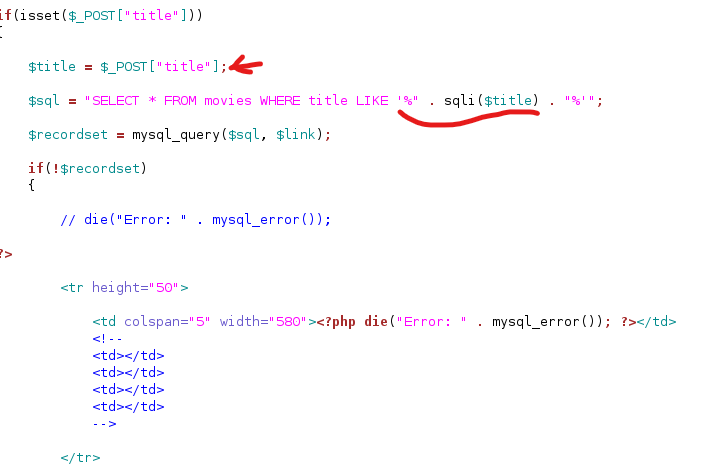 if(isset($_POST["title"]))
{
$title = $_POST["title"];
$sql = "SELECT * FROM movies WHERE title LIKE '%" . sqli($title) . "%'";
$recordset = mysql_query($sql, $link);
if(!$recordset)
{
// die("Error: " . mysql_error());
?>
<tr height="50">
<td colspan="5" width="580"><?php die("Error: " . mysql_error()); ?></td>
<!--
<td></td>
<td></td>
<td></td>
<td></td>
-->
</tr>